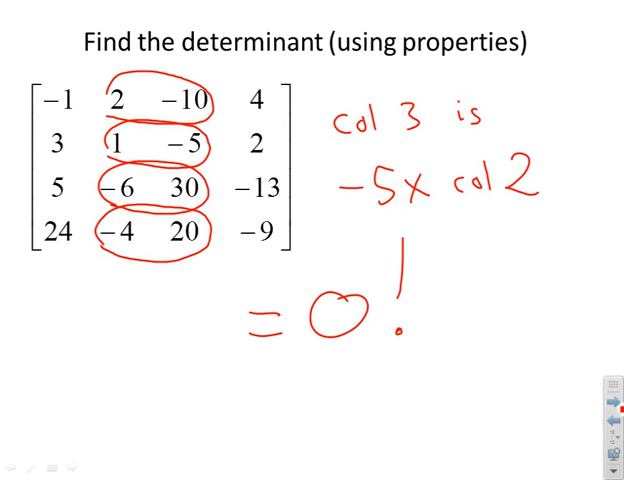 Find the determinant (using properties)
-1 2 -10 4
3 1 -5 2
5 -6 30 -13
24 -4 20 -9
col 3 is
-5x col 2
= 0 !